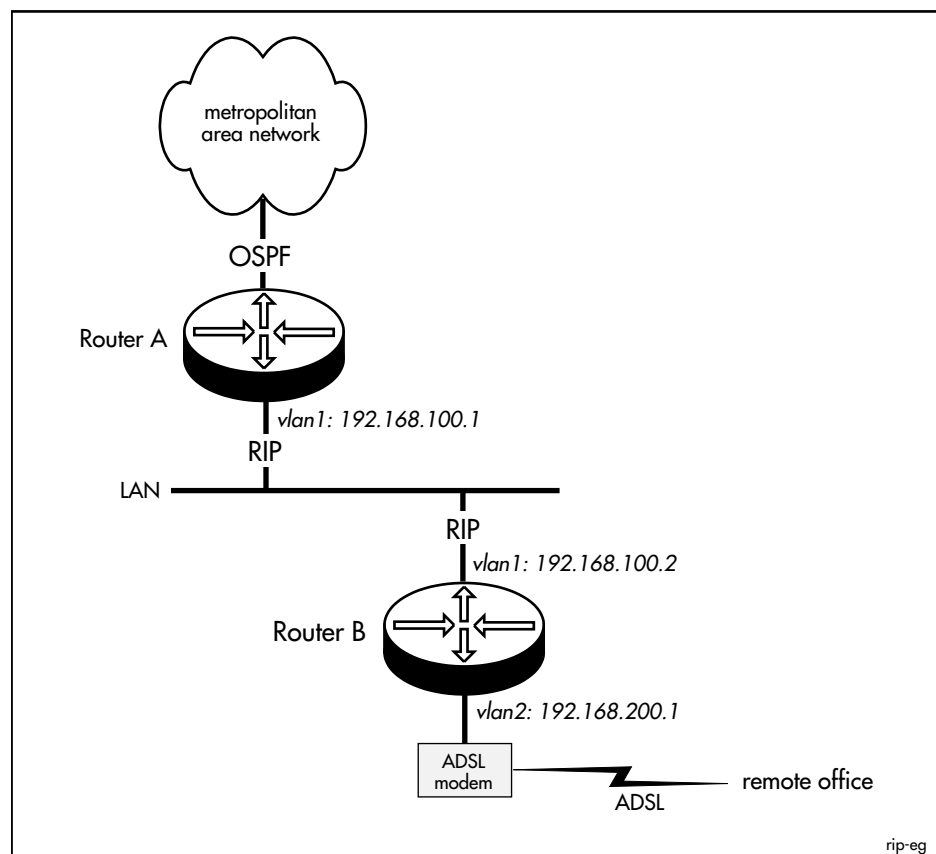 metropolitan
area network
OSPF
Router A
vlan1: 192.168.100.1
RIP
LAN
RIP
vlan1: 192.168.100.2
Router B
vlan2: 192.168.200.1
ADSL
modem
ADSL
remote office
rip-eg